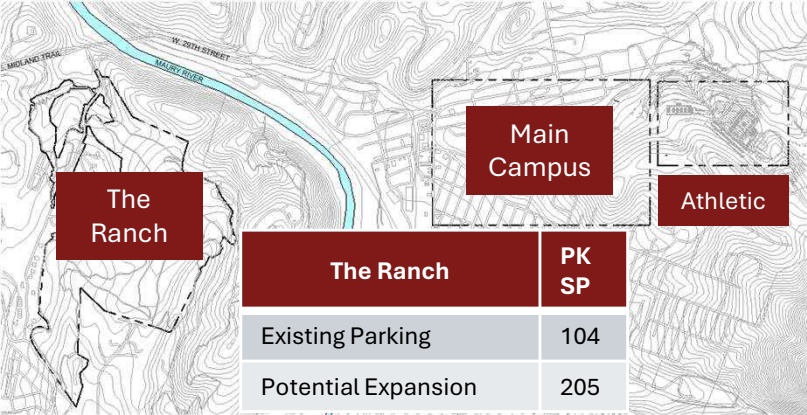 MIDLAND TRAIL
W. 29TH STREET
MAURY RIVER
Main
Campus
The
Ranch
Athletic
The Ranch PK
SP
Existing Parking 104
Potential Expansion 205